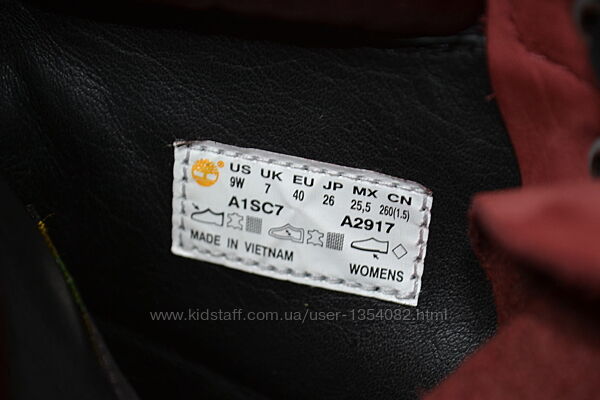 US UK EU JP MX CN
9W 7 40 26 25,5 260(1.5)
A1SC7 A2917
MADE IN VIETNAM WOMENS
www.kidstaff.com.ua/user-1354082.html